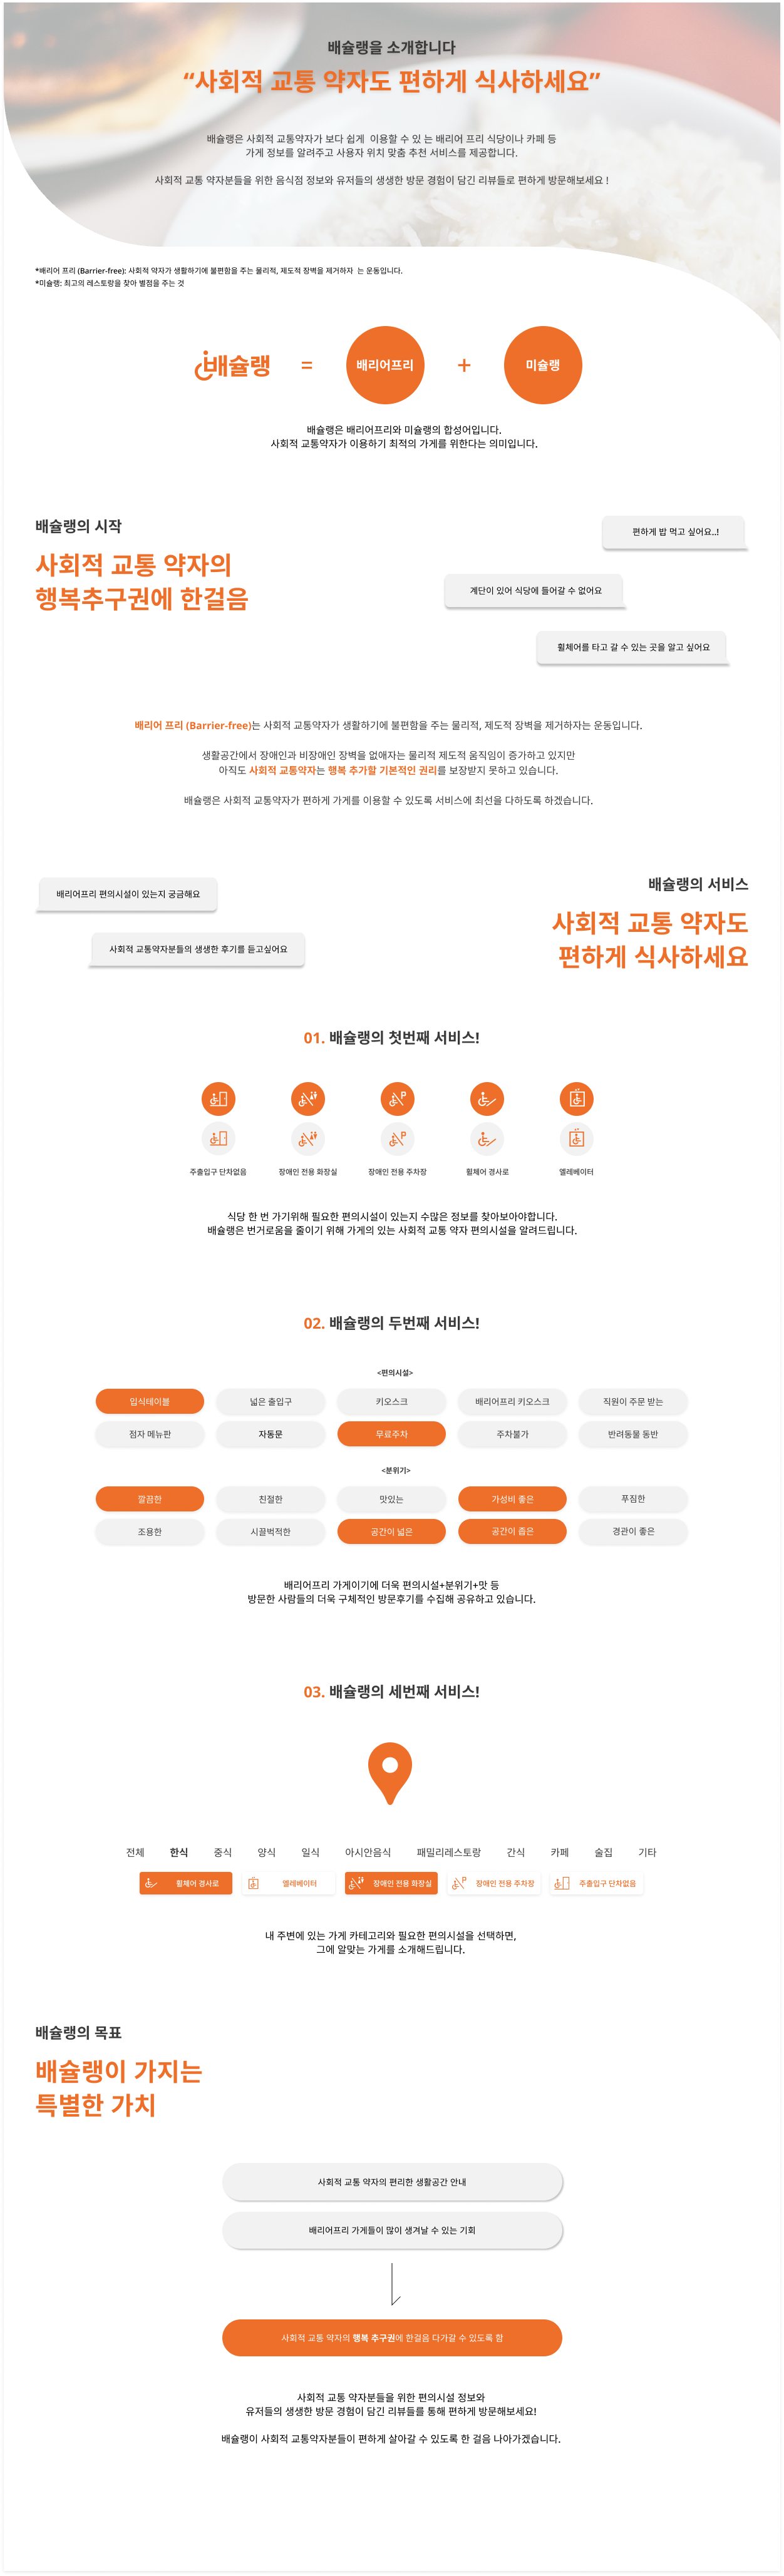 배슐랭을 소개합니다
“사회적 교통 약자도 편하게 식사하세요”
배슐랭은 사회적 교통약자가 보다 쉽게 이용할 수 있 는 배리어 프리 식당이나 카페 등
가게 정보를 알려주고 사용자 위치 맞춤 추천 서비스를 제공합니다.
사회적 교통 약자분들을 위한 음식점 정보와 유저들의 생생한 방문 경험이 담긴 리뷰들로 편하게 방문해보세요 !
*배리어 프리 (Barrier-free): 사회적 약자가 생활하기에 불편함을 주는 물리적, 제도적 장벽을 제거하자 는 운동입니다.
*미슐랭: 최고의 레스토랑을 찾아 별점을 주는 것
배슐랭 = 배리어프리 + 미슐랭
배슐랭은 배리어프리와 미슐랭의 합성어입니다.
사회적 교통약자가 이용하기 최적의 가게를 위한다는 의미입니다.
배슐랭의 시작
사회적 교통 약자의
행복추구권에 한걸음
편하게 밥 먹고 싶어요..!
계단이 있어 식당에 들어갈 수 없어요
휠체어를 타고 갈 수 있는 곳을 알고 싶어요
배리어 프리 (Barrier-free)는 사회적 교통약자가 생활하기에 불편함을 주는 물리적, 제도적 장벽을 제거하자는 운동입니다.
생활공간에서 장애인과 비장애인 장벽을 없애자는 물리적 제도적 움직임이 증가하고 있지만
아직도 사회적 교통약자는 행복 추가할 기본적인 권리를 보장받지 못하고 있습니다.
배슐랭은 사회적 교통약자가 편하게 가게를 이용할 수 있도록 서비스에 최선을 다하도록 하겠습니다.
배슐랭의 서비스
사회적 교통 약자도
편하게 식사하세요
배리어프리 편의시설이 있는지 궁금해요
사회적 교통약자분들의 생생한 후기를 듣고싶어요
01. 배슐랭의 첫번째 서비스!
주출입구 단차없음 장애인 전용 화장실 장애인 전용 주차장 휠체어 경사로 엘레베이터
식당 한 번 가기위해 필요한 편의시설이 있는지 수많은 정보를 찾아보아야합니다.
배슐랭은 번거로움을 줄이기 위해 가게의 있는 사회적 교통 약자 편의시설을 알려드립니다.
02. 배슐랭의 두번째 서비스!
<편의시설>
입식테이블 넓은 출입구 키오스크 배리어프리 키오스크 직원이 주문 받는
점자 메뉴판 자동문 무료주차 주차불가 반려동물 동반
<분위기>
깔끔한 친절한 맛있는 가성비 좋은 푸짐한
조용한 시끌벅적한 공간이 넓은 공간이 좁은 경관이 좋은
배리어프리 가게이기에 더욱 편의시설+분위기+맛 등
방문한 사람들의 더욱 구체적인 방문후기를 수집해 공유하고 있습니다.
03. 배슐랭의 세번째 서비스!
전체 한식 중식 양식 일식 아시안음식 패밀리레스토랑 간식 카페 술집 기타
휠체어 경사로 엘레베이터 장애인 전용 화장실 장애인 전용 주차장 주출입구 단차없음
내 주변에 있는 가게 카테고리와 필요한 편의시설을 선택하면,
그에 알맞는 가게를 소개해드립니다.
배슐랭의 목표
배슐랭이 가지는
특별한 가치
사회적 교통 약자의 편리한 생활공간 안내
배리어프리 가게들이 많이 생겨날 수 있는 기회
사회적 교통 약자의 행복 추구권에 한걸음 다가갈 수 있도록 함
사회적 교통 약자분들을 위한 편의시설 정보와
유저들의 생생한 방문 경험이 담긴 리뷰들를 통해 편하게 방문해보세요!
배슐랭이 사회적 교통약자분들이 편하게 살아갈 수 있도록 한 걸음 나아가겠습니다.